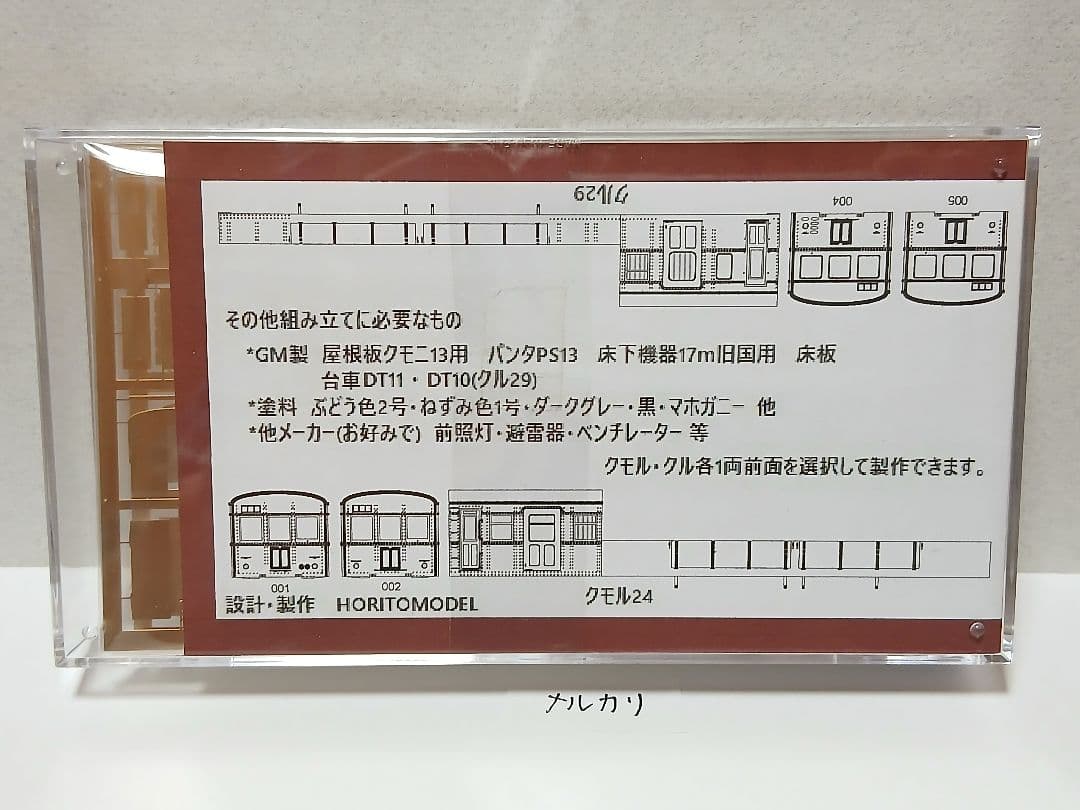 クル29
004
005
その他組み立てに必要なもの
*GM製 屋根板クモニ13用 パンタPS13 床下機器17m旧国用 床板
台車DT11・DT10(クル29)
*塗料 ぶどう色2号・ねずみ色1号・ダークグレー・黒・マホガニー 他
*他メーカー(お好みで) 前照灯・避雷器・ベンチレーター 等
クモル・クル各1両前面を選択して製作できます。
001
002
設計・製作 HORITOMODEL
クモル24
メルカリ